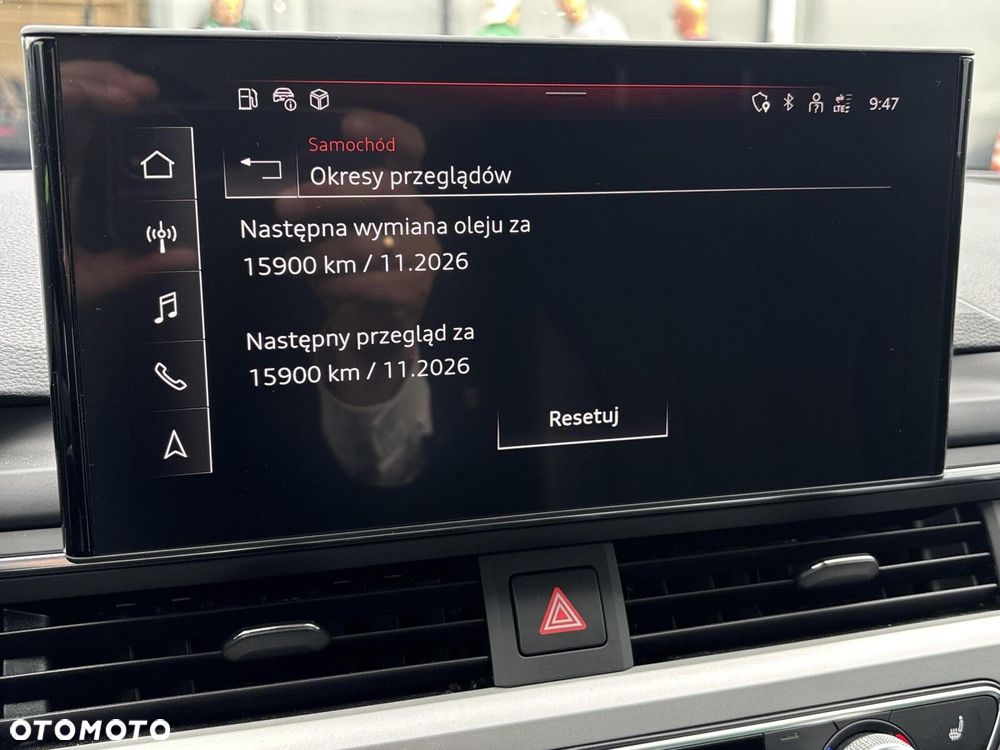 LTE
9:47
Samochód
Okresy przeglądów
Następna wymiana oleju za
15900 km / 11.2026
Następny przegląd za
15900 km / 11.2026
Resetuj
OTOMOTO